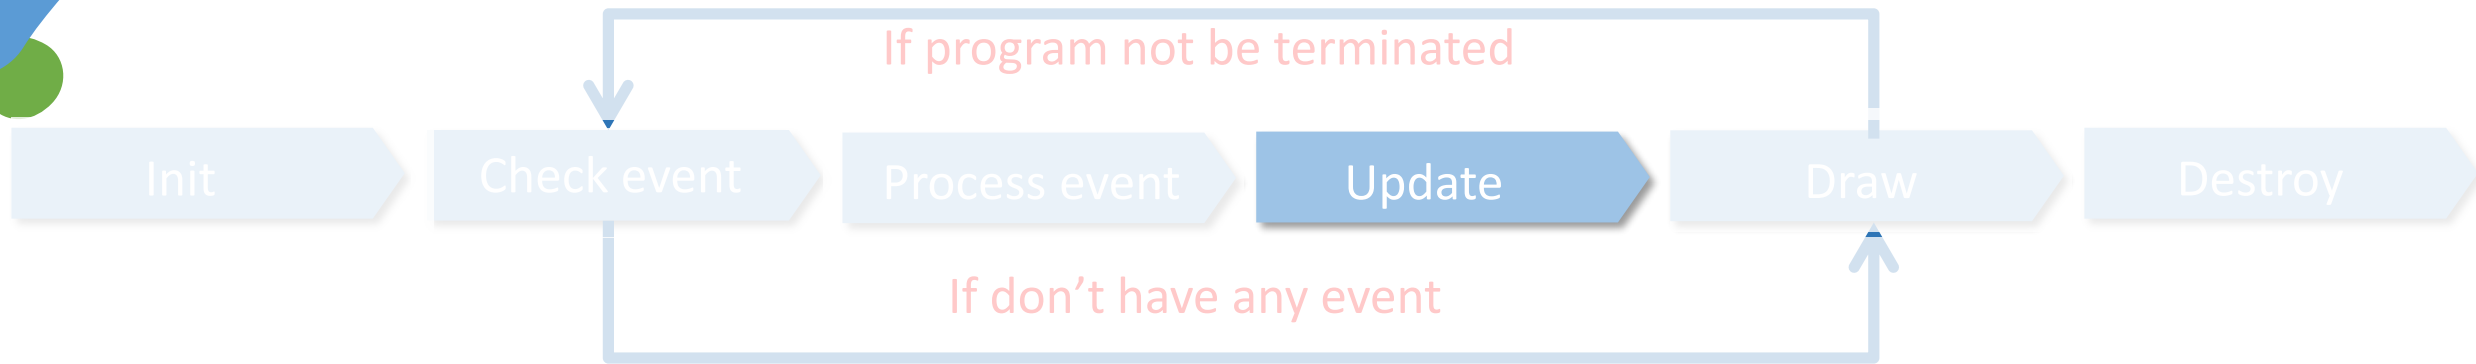 If program not be terminated
Init
Check event
Process event
Update
Draw
Destroy
If don’t have any event